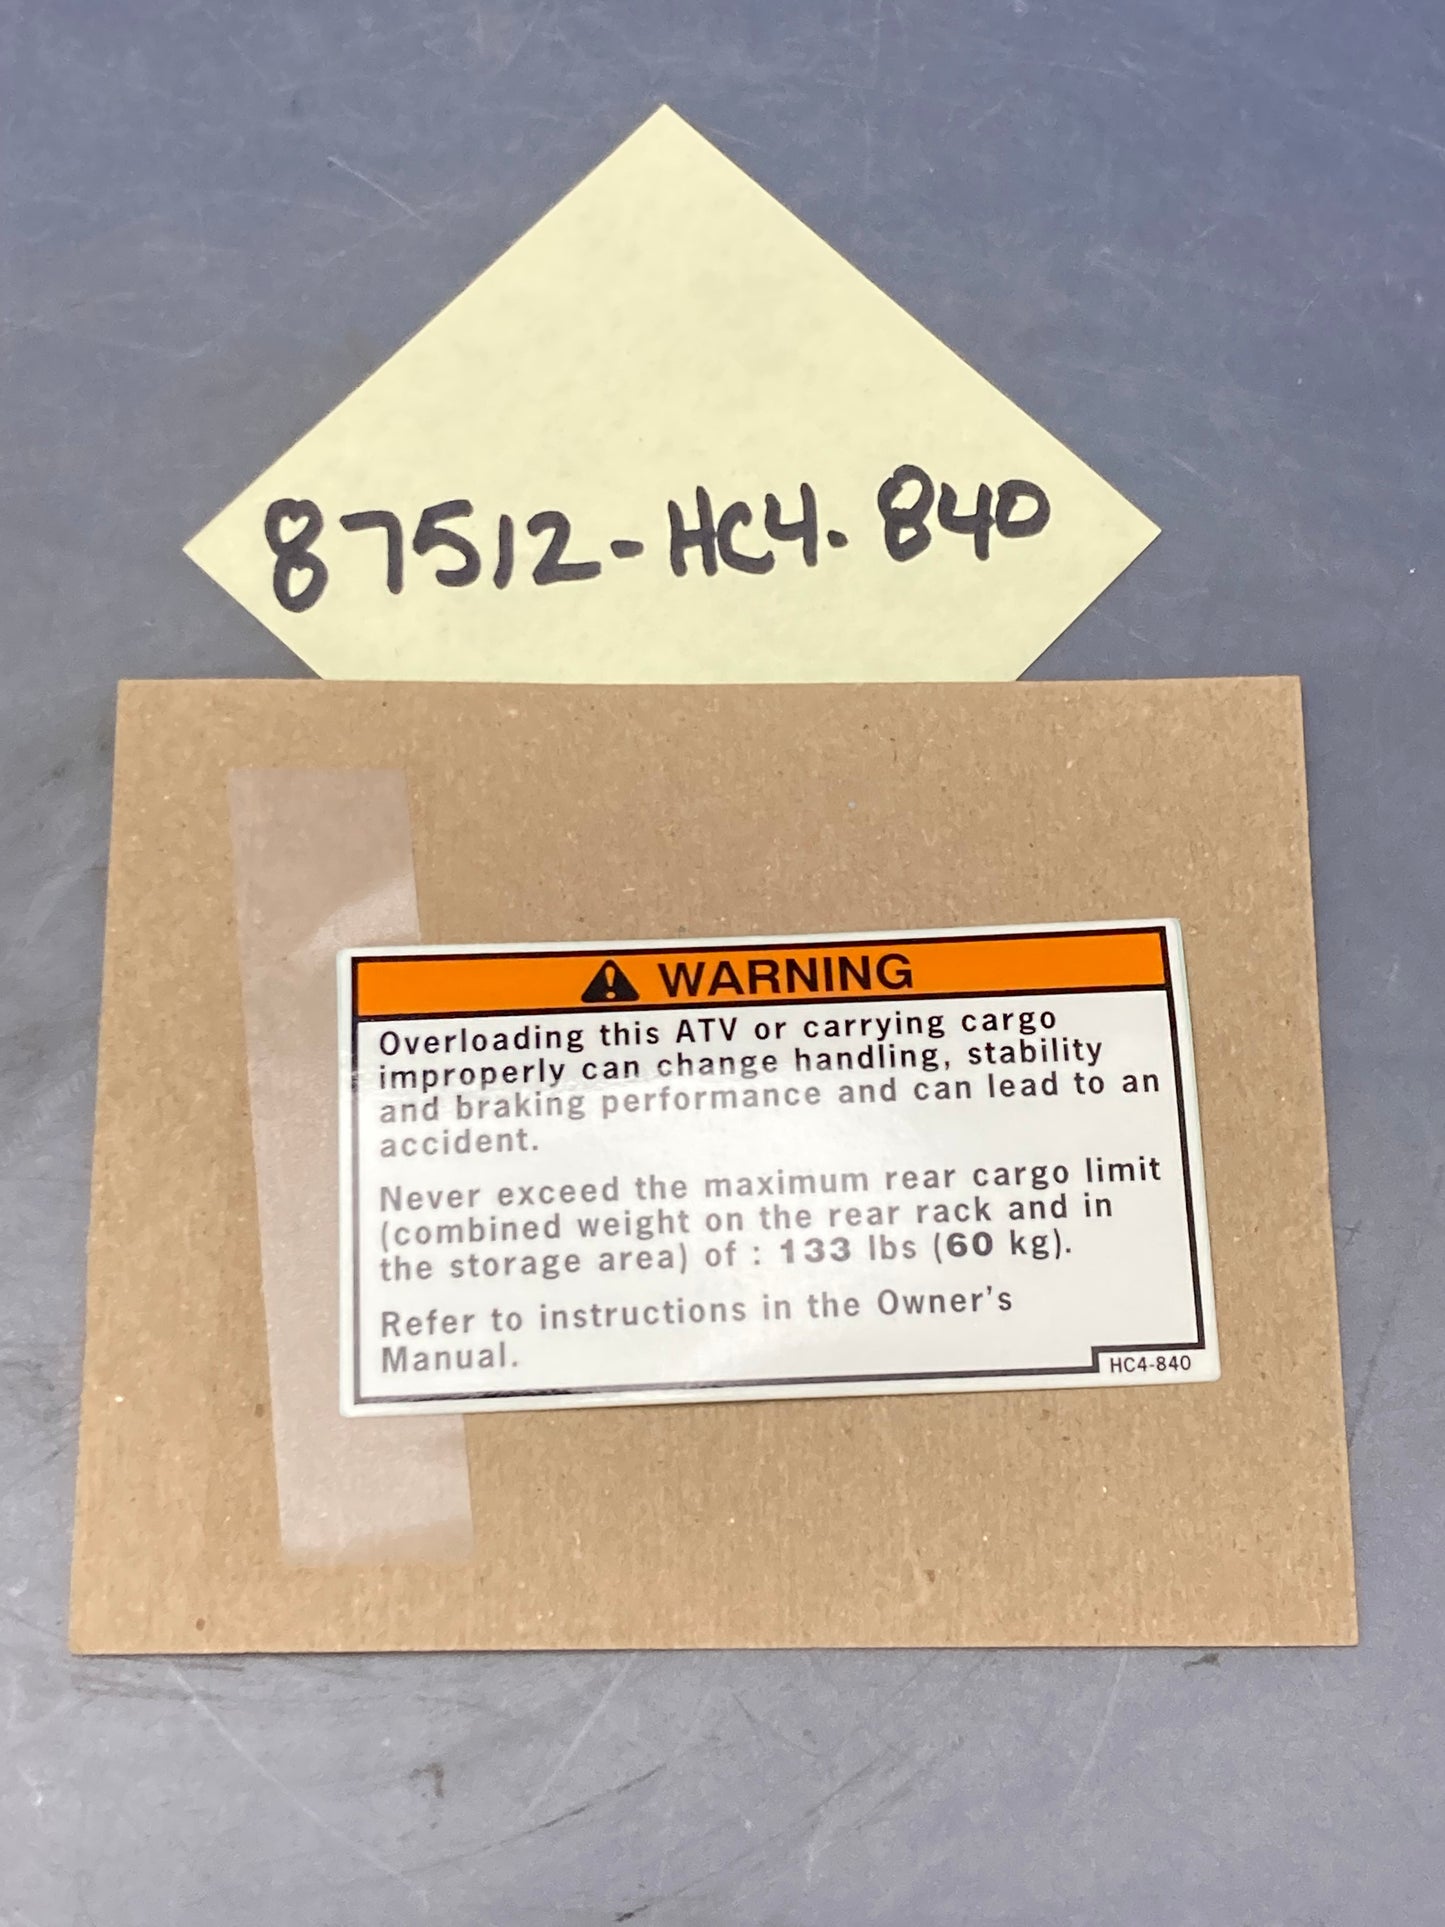 87512-HC4-840
WARNING
Overloading this ATV or carrying cargo
improperly can change handling, stability
and braking performance and can lead to an
accident.
Never exceed the maximum rear cargo limit
(combined weight on the rear rack and in
the storage area) of : 133 lbs (60 kg).
Refer to instructions in the Owner's
Manual.
HC4-840